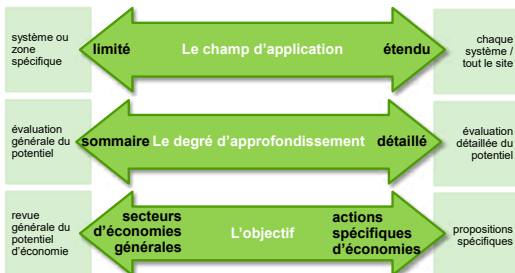 système ou
zone
spécifique
limité
Le champ d'application
étendu
chaque
système /
tout le site
évaluation
générale du
potentiel
sommaire
Le degré d'approfondissement
détaillé
évaluation
détaillée du
potentiel
revue
générale du
potentiel
d'économie
secteurs
d'économies
générales
L'objectif
actions
spécifiques
d'économies
propositions
spécifiques